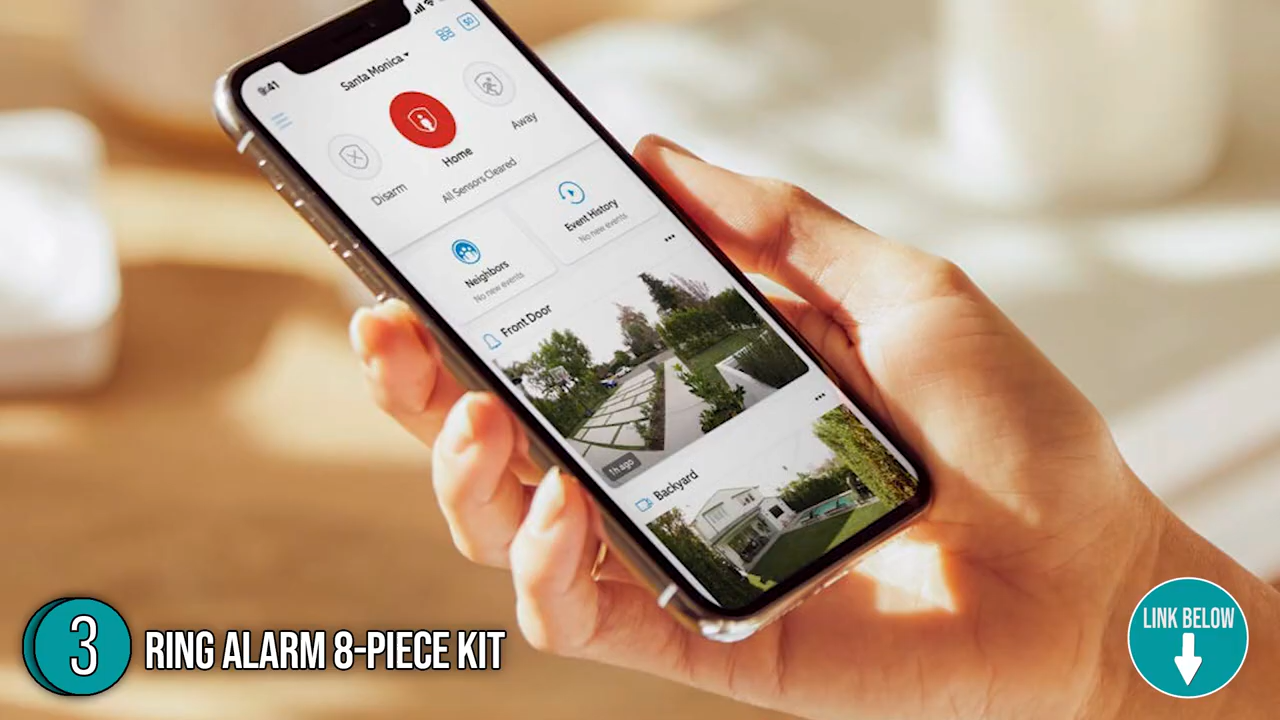 9:41
Santa Monica
Disarm
Home
Away
All Sensors Cleared
Neighbors
No new events
Event History
No new events
Front Door
1h ago
Backyard
3
RING ALARM 8-PIECE KIT
LINK BELOW